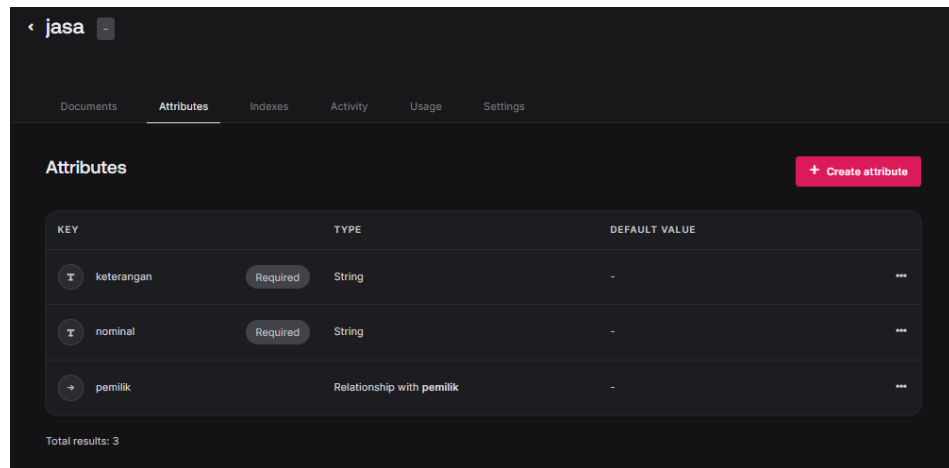 jasa -
Documents Attributes Indexes Activity Usage Settings
Attributes
+ Create attribute
KEY TYPE DEFAULT VALUE
T keterangan Required String -
T nominal Required String -
pemilik Relationship with pemilik -
Total results: 3